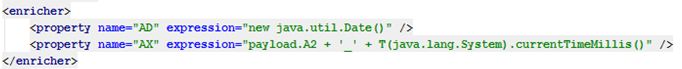 <enricher>
    <property name="AD" expression="new java.util.Date()" />
    <property name="AX" expression="payload.A2 + '_' + T(java.lang.System).currentTimeMillis()" />
</enricher>